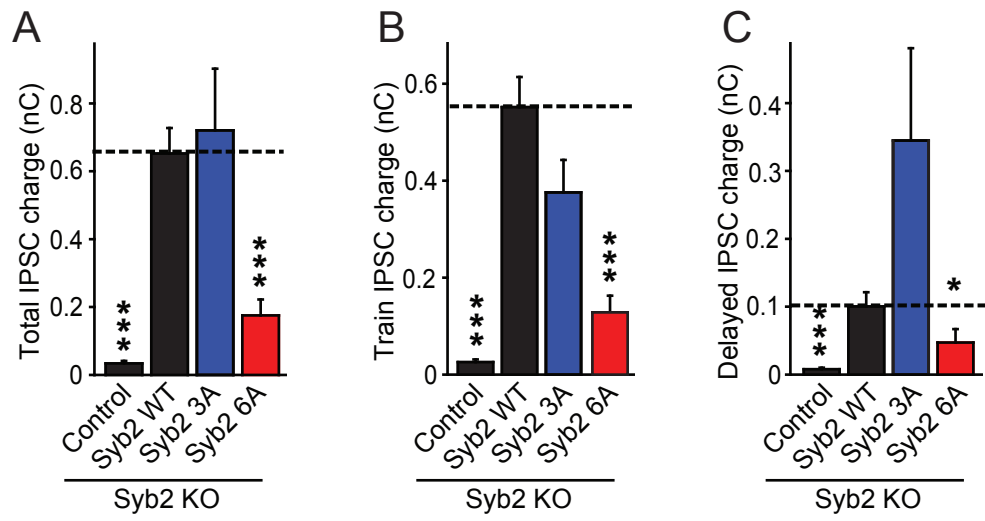 A
Total IPSC charge (nC)
0.8
0.6
0.4
0.2
0
***
***
Control
Syb2 WT
Syb2 3A
Syb2 6A
Syb2 KO
B
Train IPSC charge (nC)
0.6
0.4
0.2
0
***
***
Control
Syb2 WT
Syb2 3A
Syb2 6A
Syb2 KO
C
Delayed IPSC charge (nC)
0.4
0.3
0.2
0.1
0
***
*
Control
Syb2 WT
Syb2 3A
Syb2 6A
Syb2 KO